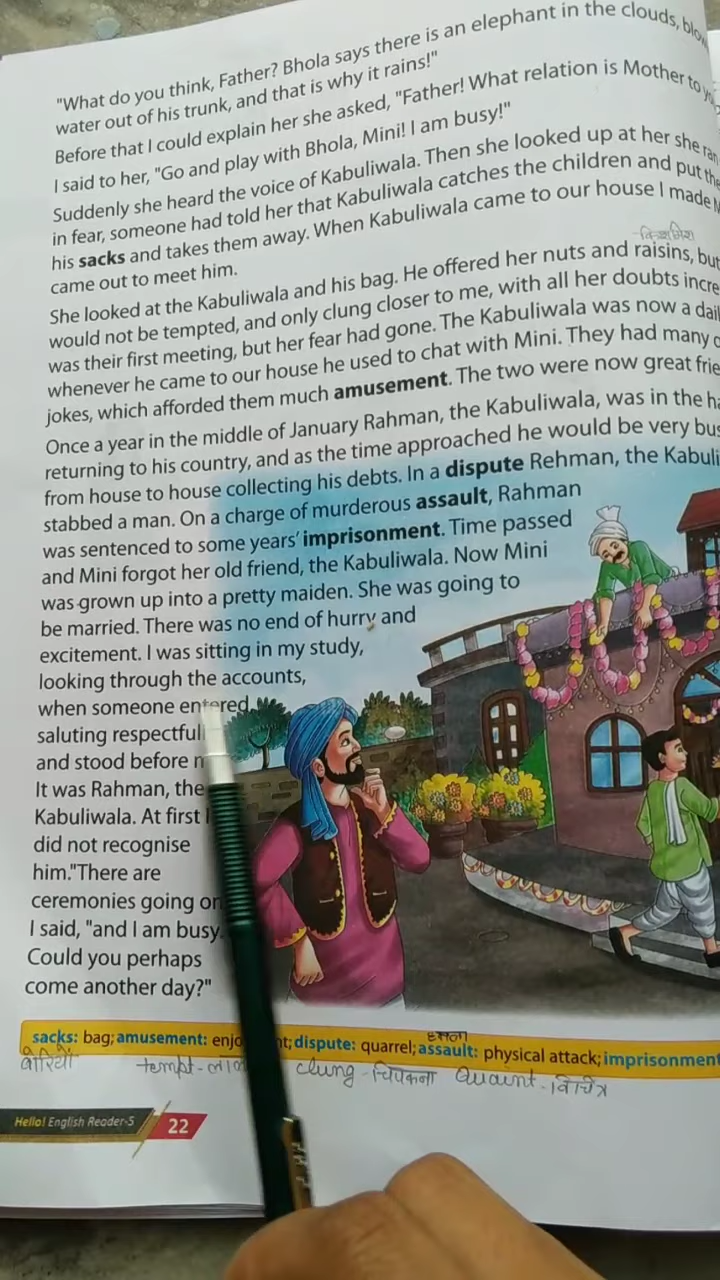 "What do you think, Father? Bhola says there is an elephant in the clouds,
water out of his trunk, and that is why it rains!"
Before that I could explain her she asked, "Father! What relation is Mother to
I said to her, "Go and play with Bhola, Mini! I am busy!"
Suddenly she heard the voice of Kabuliwala. Then she looked up at her she
in fear, someone had told her that Kabuliwala catches the children and put
his sacks and takes them away. When Kabuliwala came to our house I made
came out to meet him.
She looked at the Kabuliwala and his bag. He offered her nuts and raisins, but
would not be tempted, and only clung closer to me, with all her doubts
was their first meeting, but her fear had gone. The Kabuliwala was now a
whenever he came to our house he used to chat with Mini. They had many
jokes, which afforded them much amusement. The two were now great
Once a year in the middle of January Rahman, the Kabuliwala, was in the
returning to his country, and as the time approached he would be very
from house to house collecting his debts. In a dispute Rehman, the
stabbed a man. On a charge of murderous assault, Rahman
was sentenced to some years' imprisonment. Time passed
and Mini forgot her old friend, the Kabuliwala. Now Mini
was grown up into a pretty maiden. She was going to
be married. There was no end of hurry and
excitement. I was sitting in my study,
looking through the accounts,
when someone entered,
saluting
and stood before
It was Rahman, the
Kabuliwala. At first
did not recognise
him."There are
ceremonies going
I said, "and I am busy.
Could you perhaps
come another day?"
हमला
sacks: bag; amusement: dispute: quarrel; assault: physical attack; imprisonment
बोरियाँ tempt- clung-चिपकना Quaint-विचित्र
Hello! English Reader-5 22